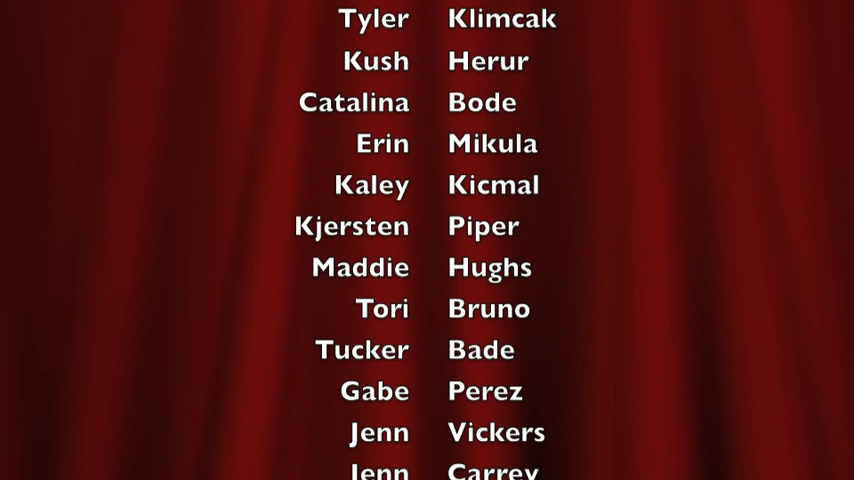 Tyler Klimcak
Kush Herur
Catalina Bode
Erin Mikula
Kaley Kicmal
Kjersten Piper
Maddie Hughs
Tori Bruno
Tucker Bade
Gabe Perez
Jenn Vickers
Jenn Carrey